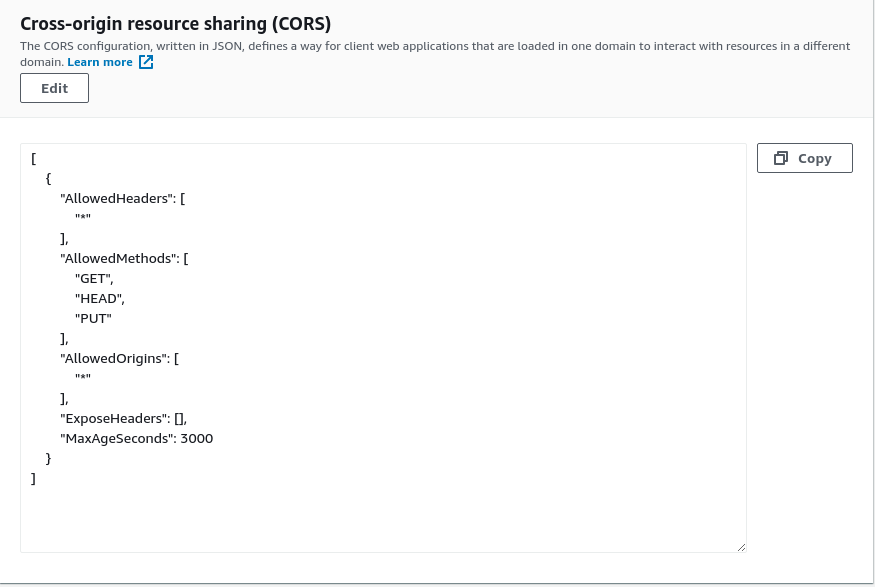 Cross-origin resource sharing (CORS)
The CORS configuration, written in JSON, defines a way for client web applications that are loaded in one domain to interact with resources in a different
domain. Learn more
Edit
Copy
[
{
"AllowedHeaders": [
"*"
],
"AllowedMethods": [
"GET",
"HEAD",
"PUT"
],
"AllowedOrigins": [
"*"
],
"ExposeHeaders": [],
"MaxAgeSeconds": 3000
}
]